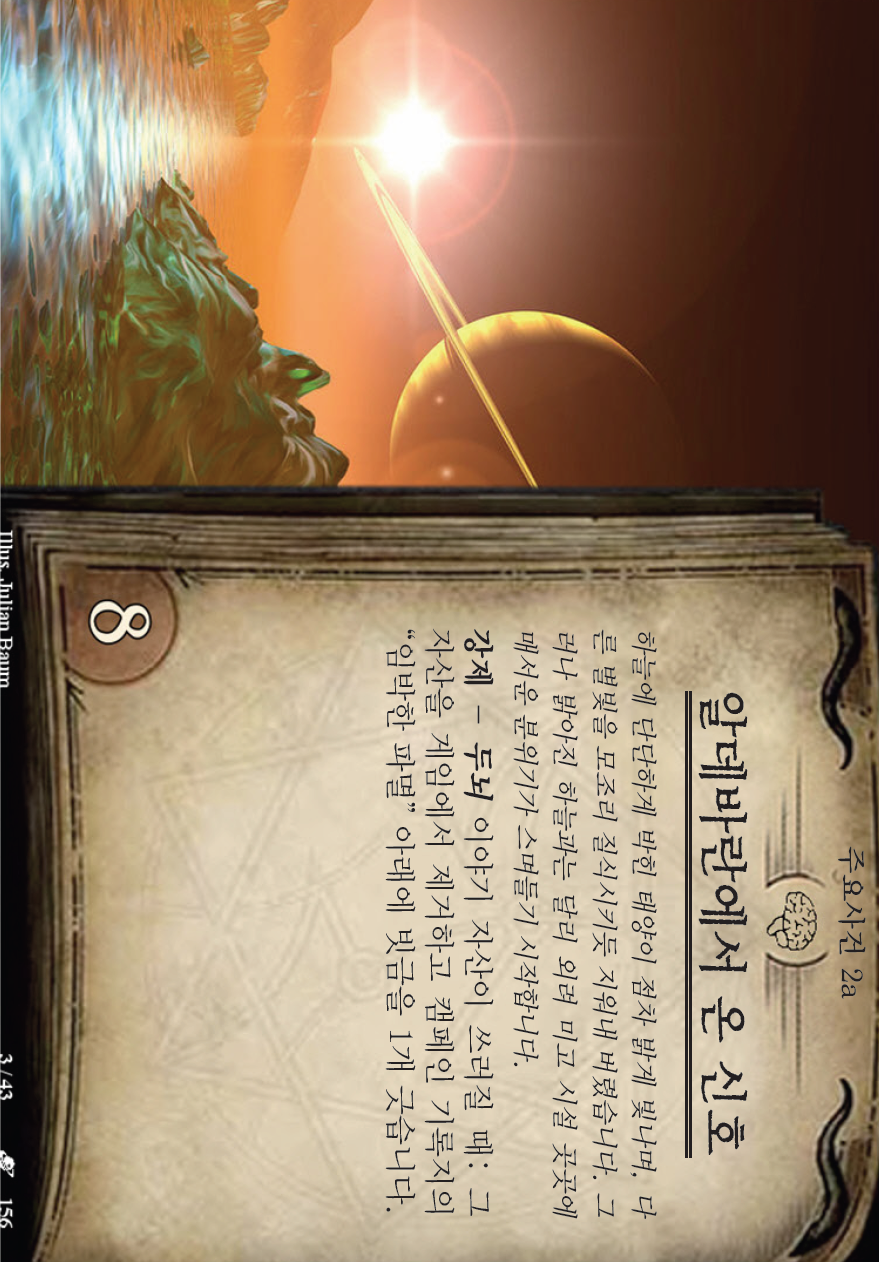 주요사건 2a
알데바란에서 온 신호
하늘에 단단하게 박힌 태양이 점차 밝게 빛나며, 다
른 별빛을 모조리 질식시키듯 지워내 버렸습니다. 그
러나 밝아진 하늘과는 달리 외려 미고 시설 곳곳에
매서운 분위기가 스며들기 시작합니다.
강제 – 두뇌 이야기 자산이 쓰러질 때: 그
자산을 게임에서 제거하고 캠페인 기록지의
“임박한 파멸” 아래에 빗금을 1개 긋습니다.
8
Illus. Julian Baum
3 / 43
156